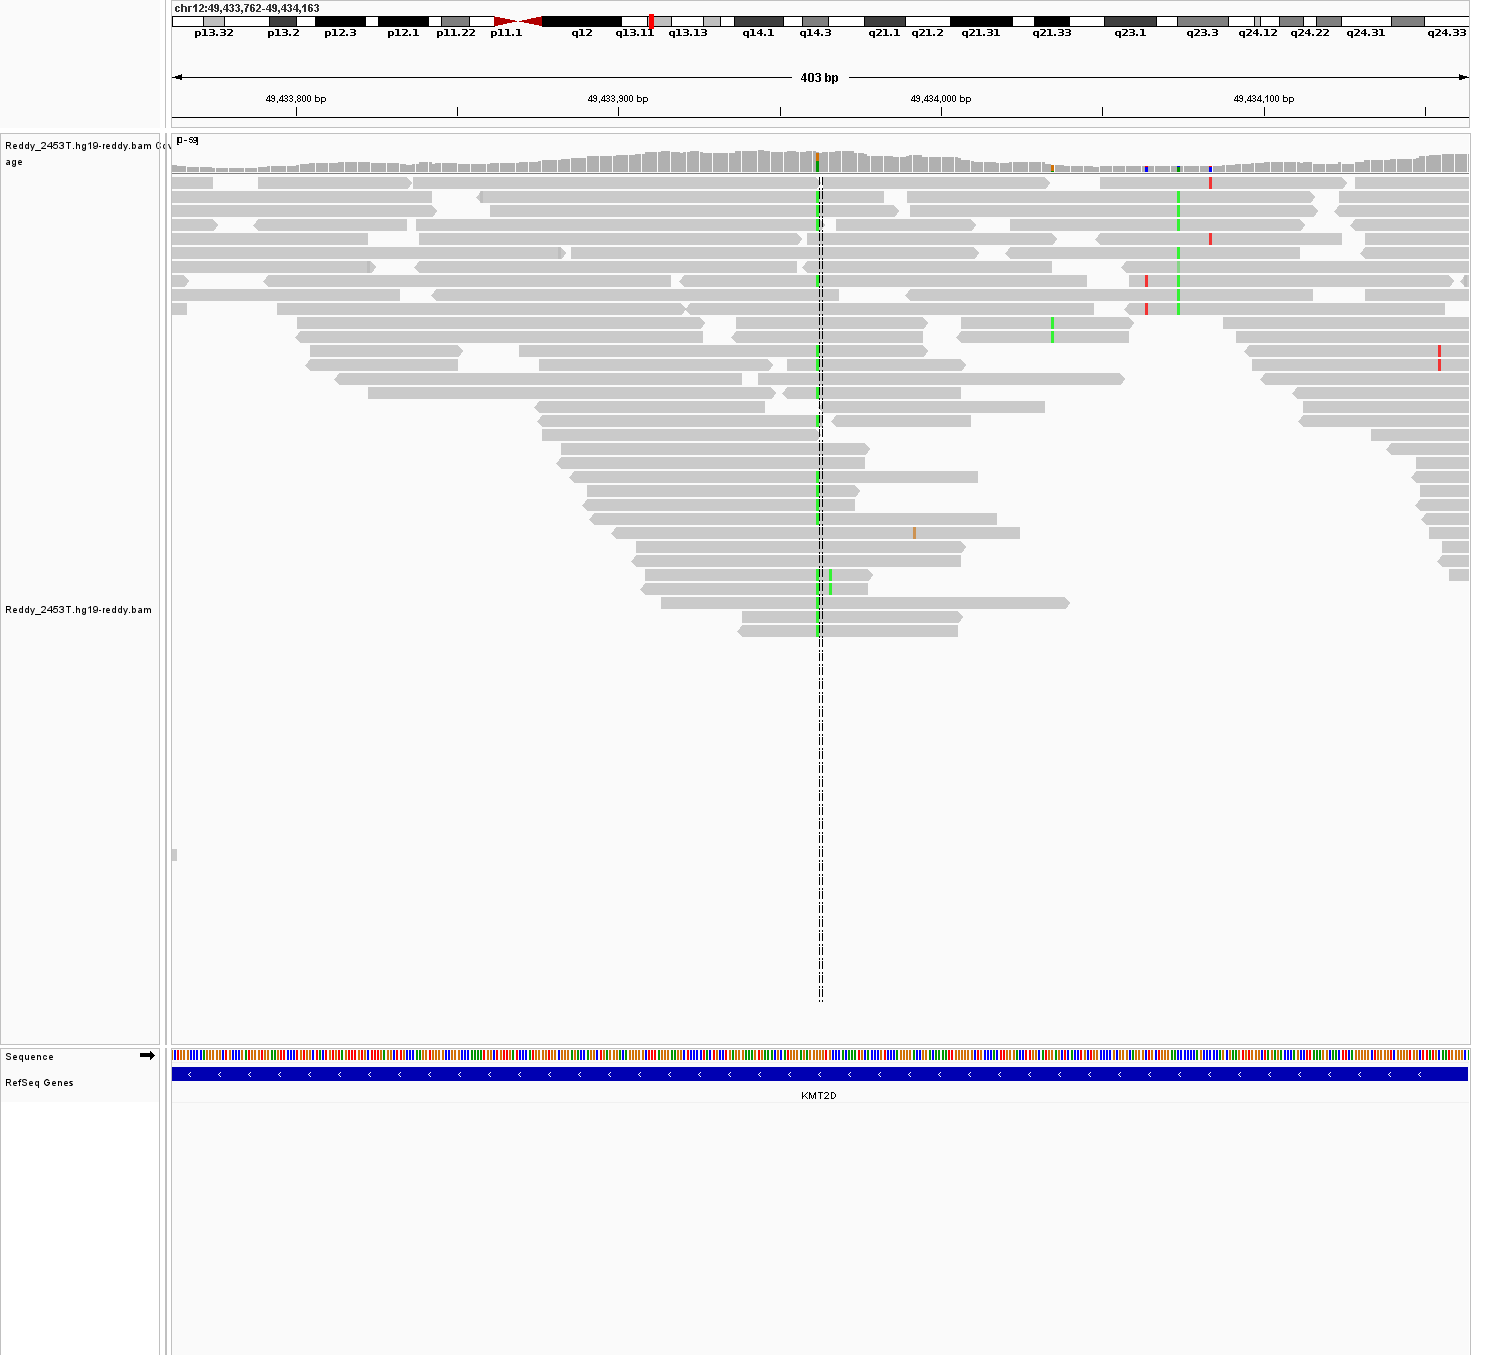 chr12:49,433,762-49,434,163
p13.32 p13.2 p12.3 p12.1 p11.22 p11.1 q12 q13.11 q13.13 q14.1 q14.3 q21.1 q21.2 q21.31 q21.33 q23.1 q23.3 q24.12 q24.22 q24.31 q24.33
403 bp
49,433,800 bp 49,433,900 bp 49,434,000 bp 49,434,100 bp
[0 - 59]
Reddy_2453T.hg19-reddy.bam Cov
age
Reddy_2453T.hg19-reddy.bam
Sequence
RefSeq Genes
KMT2D